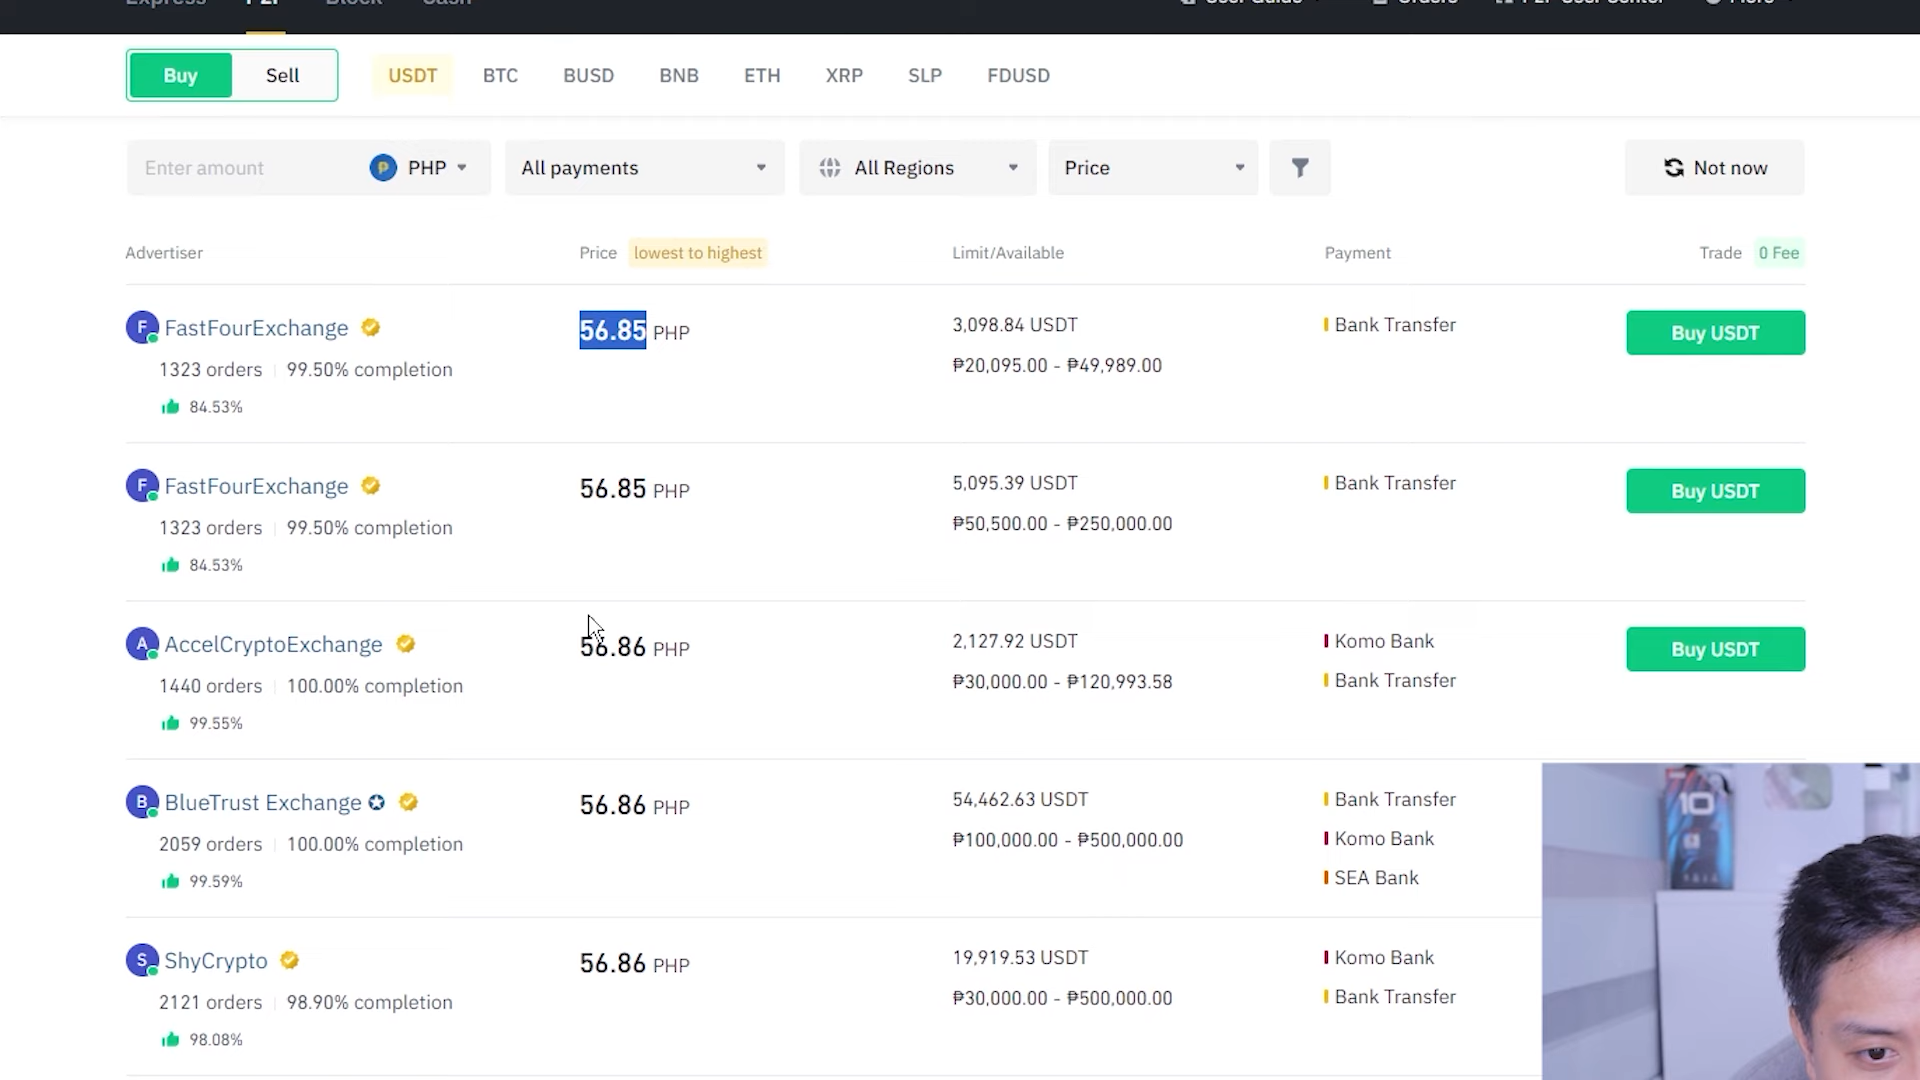 P2P
Buy
Sell
USDT
BTC
BUSD
BNB
ETH
XRP
SLP
FDUSD
Enter amount
PHP
All payments
All Regions
Price
Not now
Advertiser
Price lowest to highest
Limit/Available
Payment
Trade 0 Fee
F FastFourExchange
56.85 PHP
3,098.84 USDT
Bank Transfer
Buy USDT
₱20,095.00 - ₱49,989.00
1323 orders | 99.50% completion
84.53%
F FastFourExchange
56.85 PHP
5,095.39 USDT
Bank Transfer
Buy USDT
₱50,500.00 - ₱250,000.00
1323 orders | 99.50% completion
84.53%
A AccelCryptoExchange
56.86 PHP
2,127.92 USDT
Komo Bank
Buy USDT
₱30,000.00 - ₱120,993.58
Bank Transfer
1440 orders | 100.00% completion
99.55%
B BlueTrust Exchange
56.86 PHP
54,462.63 USDT
Bank Transfer
₱100,000.00 - ₱500,000.00
Komo Bank
2059 orders | 100.00% completion
SEA Bank
99.59%
S ShyCrypto
56.86 PHP
19,919.53 USDT
Komo Bank
₱30,000.00 - ₱500,000.00
Bank Transfer
2121 orders | 98.90% completion
98.08%
10